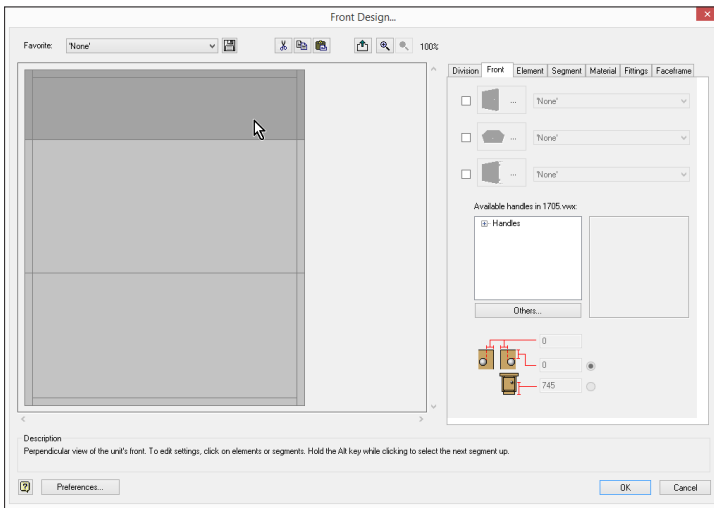 Front Design...
Favorite: 'None' 100%
Division Front Element Segment Material Fittings Faceframe
... 'None'
... 'None'
... 'None'
Available handles in 1705.vwx:
Handles
Others...
0
0
745
Description
Perpendicular view of the unit's front. To edit settings, click on elements or segments. Hold the Alt key while clicking to select the next segment up.
Preferences... OK Cancel